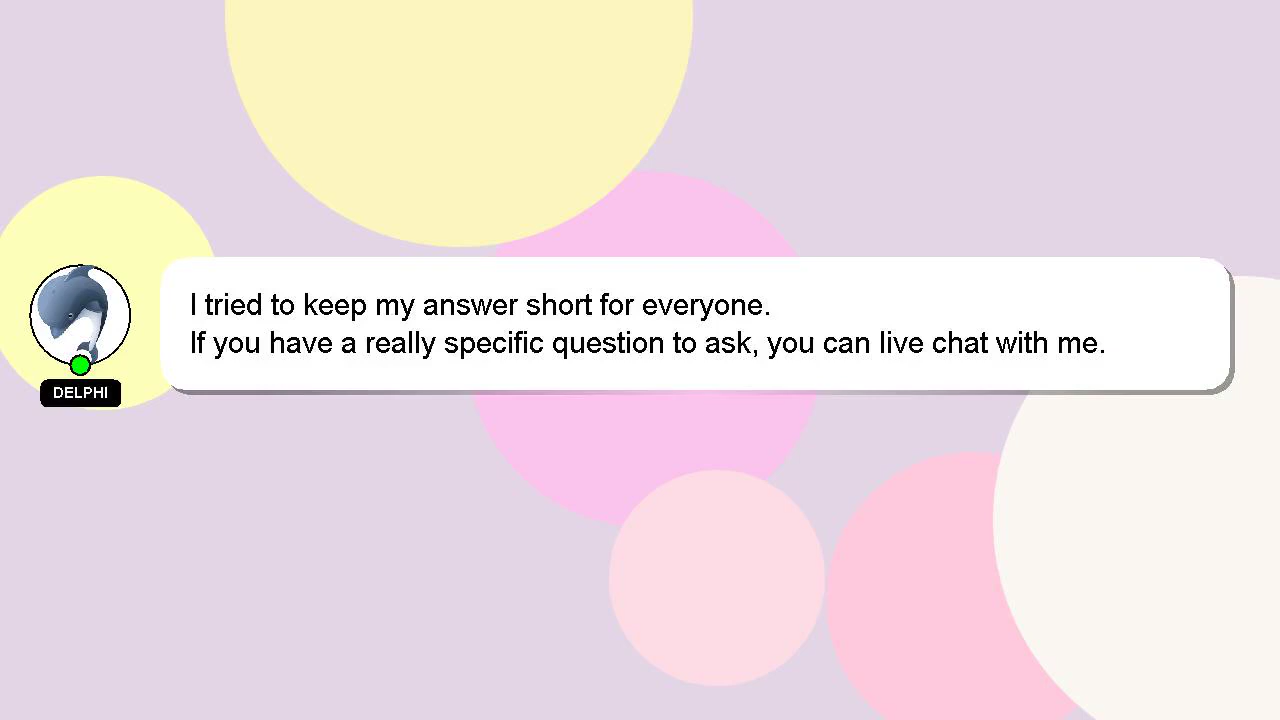 I tried to keep my answer short for everyone.
If you have a really specific question to ask, you can live chat with me.
DELPHI